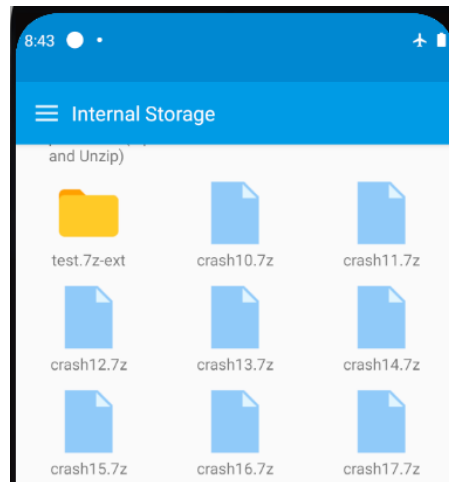 8:43
Internal Storage
and Unzip)
test.7z-ext crash10.7z crash11.7z
crash12.7z crash13.7z crash14.7z
crash15.7z crash16.7z crash17.7z